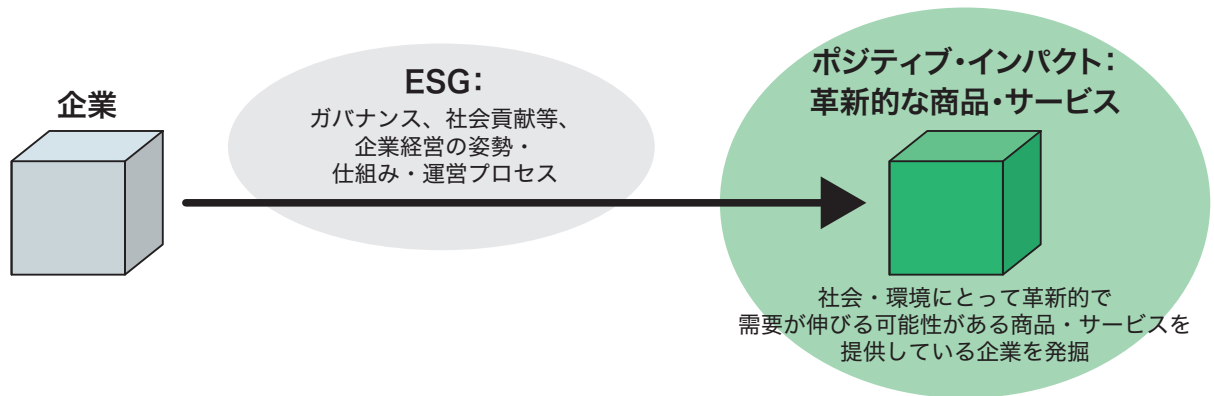 企業
ESG：
ガバナンス、社会貢献等、
企業経営の姿勢・
仕組み・運営プロセス
ポジティブ・インパクト：
革新的な商品・サービス
社会・環境にとって革新的で
需要が伸びる可能性がある商品・サービスを
提供している企業を発掘